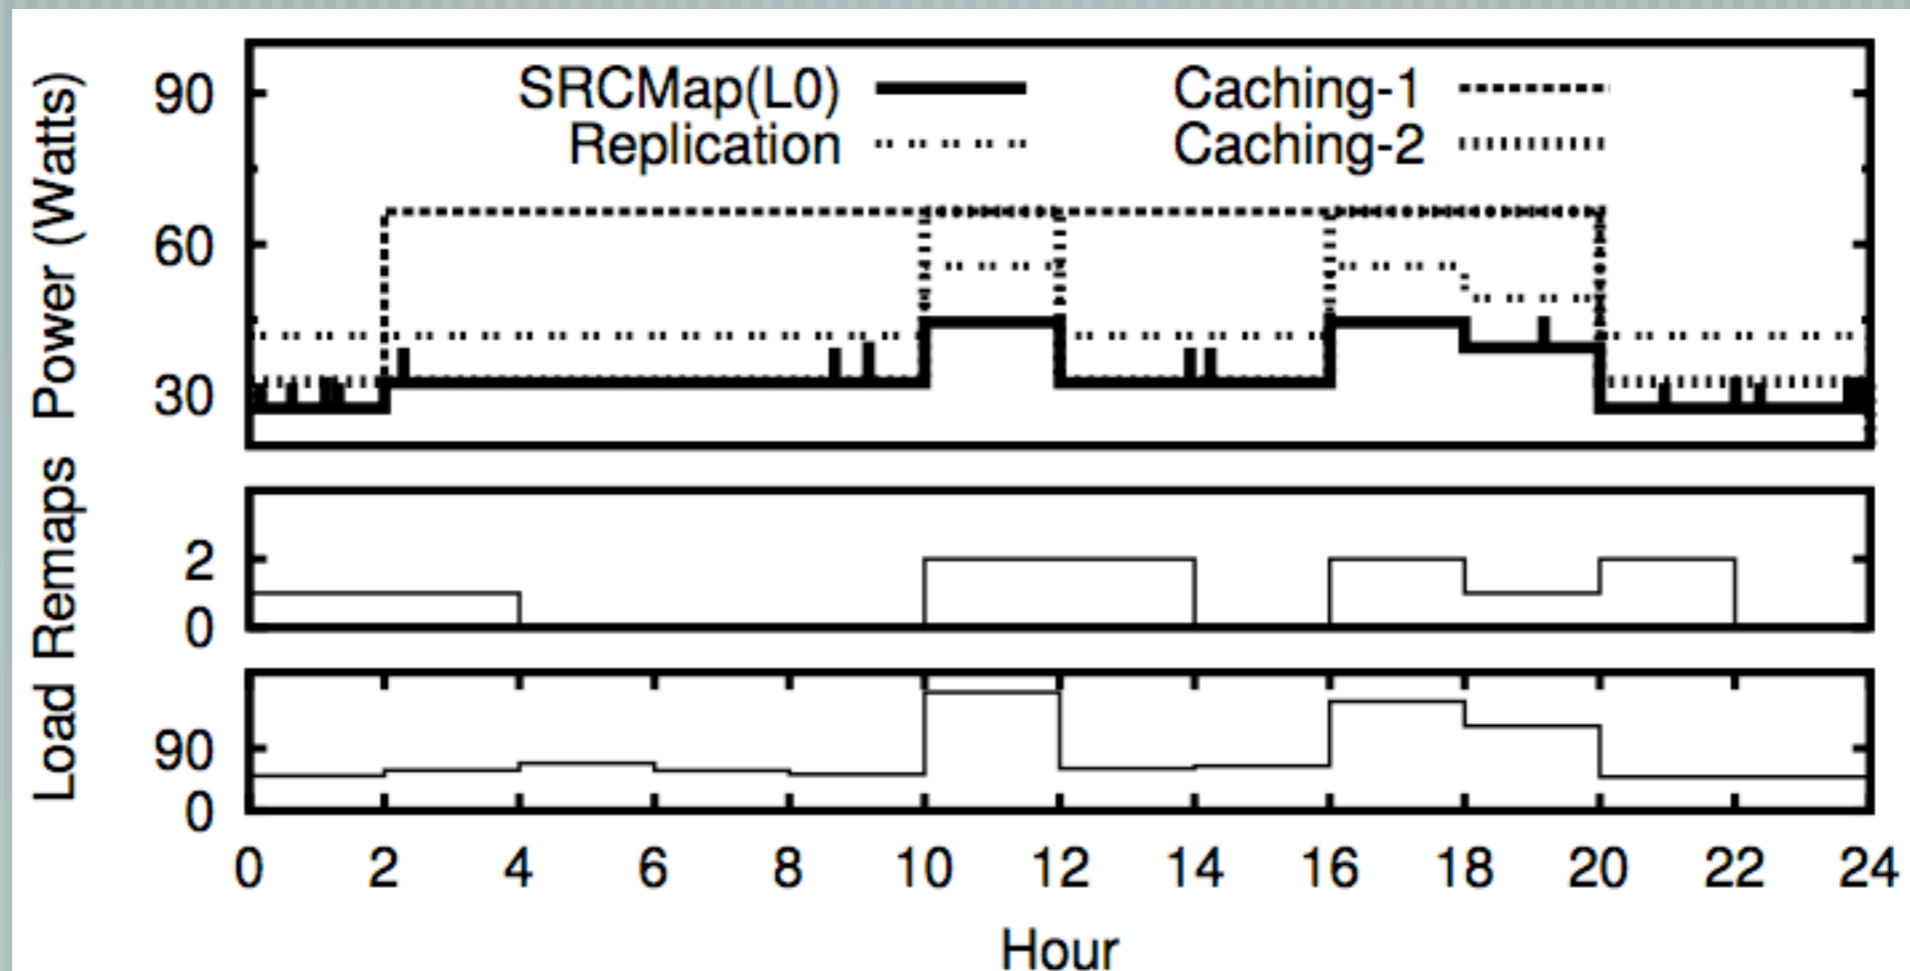 Power (Watts)
90
60
30
SRCMap(L0)
Replication
Caching-1
Caching-2
Remaps
2
0
Load
90
0
0 2 4 6 8 10 12 14 16 18 20 22 24
Hour